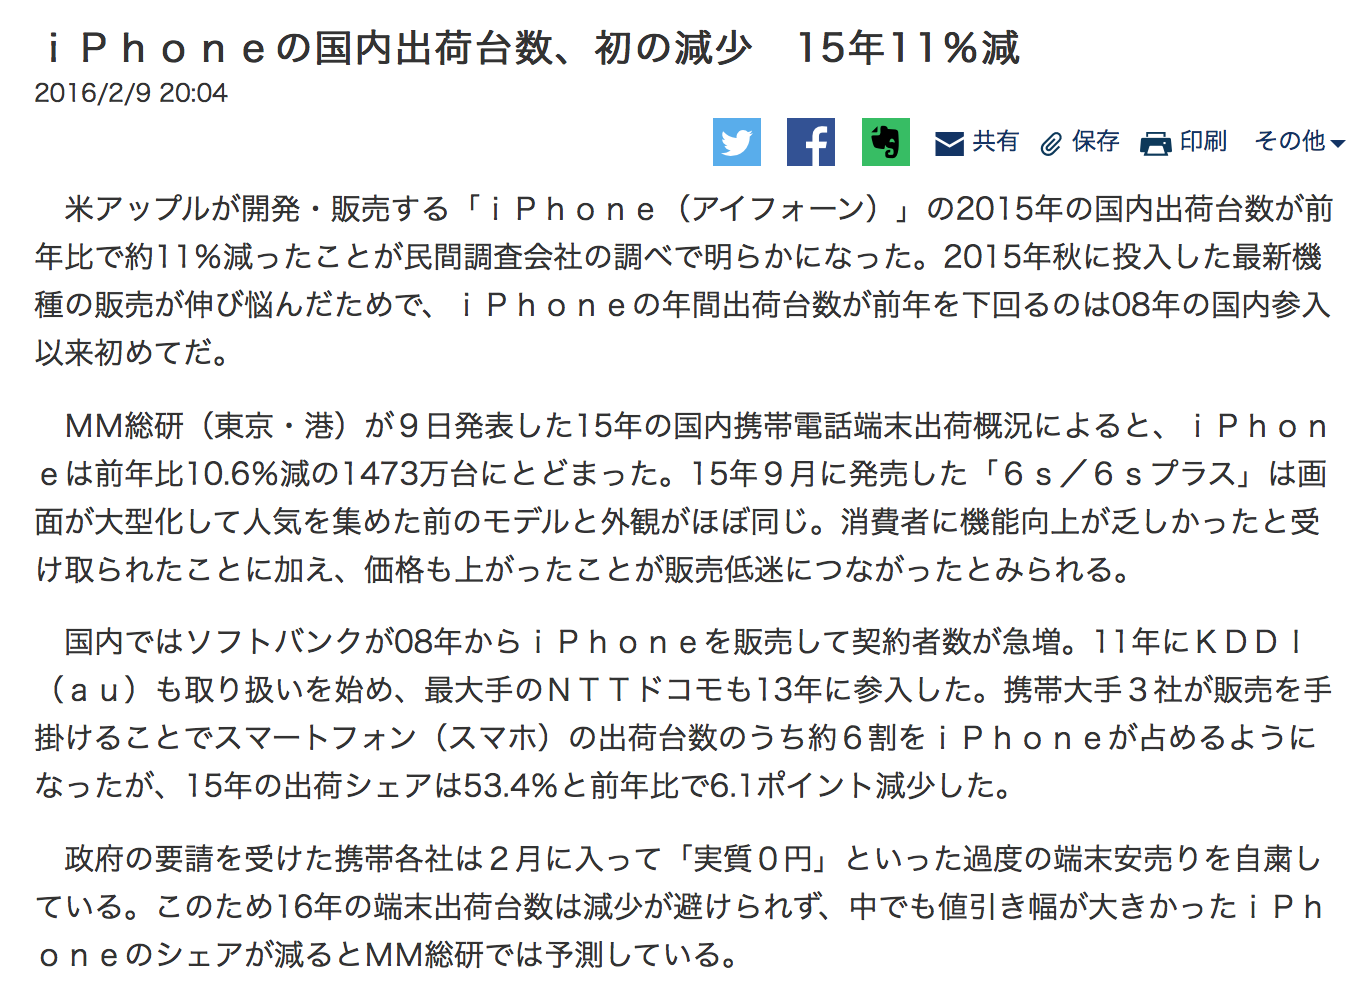 ｉＰｈｏｎｅの国内出荷台数、初の減少　15年11％減
2016/2/9 20:04
共有 保存 印刷 その他
　米アップルが開発・販売する「ｉＰｈｏｎｅ（アイフォーン）」の2015年の国内出荷台数が前
年比で約11％減ったことが民間調査会社の調べで明らかになった。2015年秋に投入した最新機
種の販売が伸び悩んだためで、ｉＰｈｏｎｅの年間出荷台数が前年を下回るのは08年の国内参入
以来初めてだ。
　MM総研（東京・港）が９日発表した15年の国内携帯電話端末出荷概況によると、ｉＰｈｏｎ
ｅは前年比10.6％減の1473万台にとどまった。15年９月に発売した「６ｓ／６ｓプラス」は画
面が大型化して人気を集めた前のモデルと外観がほぼ同じ。消費者に機能向上が乏しかったと受
け取られたことに加え、価格も上がったことが販売低迷につながったとみられる。
　国内ではソフトバンクが08年からｉＰｈｏｎｅを販売して契約者数が急増。11年にＫＤＤＩ
（ａｕ）も取り扱いを始め、最大手のＮＴＴドコモも13年に参入した。携帯大手３社が販売を手
掛けることでスマートフォン（スマホ）の出荷台数のうち約６割をｉＰｈｏｎｅが占めるように
なったが、15年の出荷シェアは53.4％と前年比で6.1ポイント減少した。
　政府の要請を受けた携帯各社は２月に入って「実質０円」といった過度の端末安売りを自粛し
ている。このため16年の端末出荷台数は減少が避けられず、中でも値引き幅が大きかったｉＰｈ
ｏｎｅのシェアが減るとMM総研では予測している。